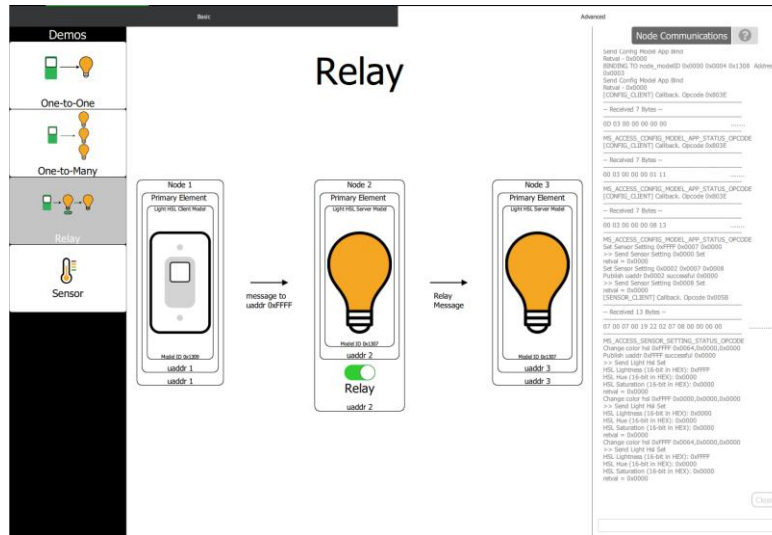 Basic
Advanced
Demos
One-to-One
One-to-Many
Relay
Sensor
Relay
Node 1
Primary Element
Light HSL Client Model
Model ID 0x1309
uaddr 1
uaddr 1
message to
uaddr 0xFFFF
Node 2
Primary Element
Light HSL Server Model
Model ID 0x1307
uaddr 2
Relay
uaddr 2
Relay
Message
Node 3
Primary Element
Light HSL Server Model
Model ID 0x1307
uaddr 3
uaddr 3
Node Communications ?
Send Config Model App Bind
Retval - 0x0000
BINDING TO node_modelID 0x0000 0x0004 0x1308 Address
0x0003
Send Config Model App Bind
Retval - 0x0000
[CONFIG_CLIENT] Callback. Opcode 0x803E
-- Received 7 Bytes --
0D 03 00 00 00 00 00 .......
MS_ACCESS_CONFIG_MODEL_APP_STATUS_OPCODE
[CONFIG_CLIENT] Callback. Opcode 0x803E
-- Received 7 Bytes --
00 03 00 00 00 01 11 .......
MS_ACCESS_CONFIG_MODEL_APP_STATUS_OPCODE
[CONFIG_CLIENT] Callback. Opcode 0x803E
-- Received 7 Bytes --
00 03 00 00 00 08 13 .......
MS_ACCESS_CONFIG_MODEL_APP_STATUS_OPCODE
Set Sensor Setting 0xFFFF 0x0007 0x0000
>> Send Sensor Setting 0x0000 Set
retval = 0x0000
Set Sensor Setting 0x0002 0x0007 0x0008
Publish uaddr 0x0002 successful 0x0000
>> Send Sensor Setting 0x0008 Set
retval = 0x0000
[SENSOR_CLIENT] Callback. Opcode 0x005B
-- Received 13 Bytes --
07 00 07 00 19 22 02 07 08 00 00 00 00
MS_ACCESS_SENSOR_SETTING_STATUS_OPCODE
Change color hsl 0xFFFF 0x0064,0x0000,0x0000
Publish uaddr 0xFFFF successful 0x0000
>> Send Light Hsl Set
HSL Lightness (16-bit in HEX): 0xFFFF
HSL Hue (16-bit in HEX): 0x0000
HSL Saturation (16-bit in HEX): 0x0000
retval = 0x0000
Change color hsl 0xFFFF 0x0000,0x0000,0x0000
>> Send Light Hsl Set
HSL Lightness (16-bit in HEX): 0x0000
HSL Hue (16-bit in HEX): 0x0000
HSL Saturation (16-bit in HEX): 0x0000
retval = 0x0000
Change color hsl 0xFFFF 0x0064,0x0000,0x0000
>> Send Light Hsl Set
HSL Lightness (16-bit in HEX): 0xFFFF
HSL Hue (16-bit in HEX): 0x0000
HSL Saturation (16-bit in HEX): 0x0000
retval = 0x0000